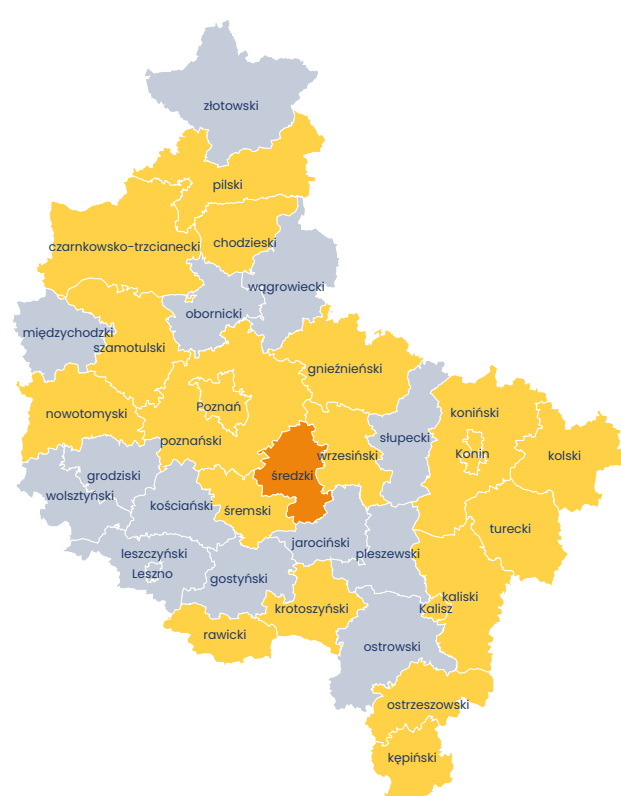 złotowski
pilski
chodzieski
czarnkowsko-trzcianecki
wągrowiecki
obornicki
międzychodzki
szamotulski
gnieźnieński
Poznań
nowotomyski
koniński
słupecki
poznański
Konin
kolski
wrzesiński
średzki
grodziski
wolsztyński
kościański
śremski
turecki
jarociński
leszczyński
pleszewski
Leszno
gostyński
kaliski
krotoszyński
Kalisz
rawicki
ostrowski
ostrzeszowski
kępiński